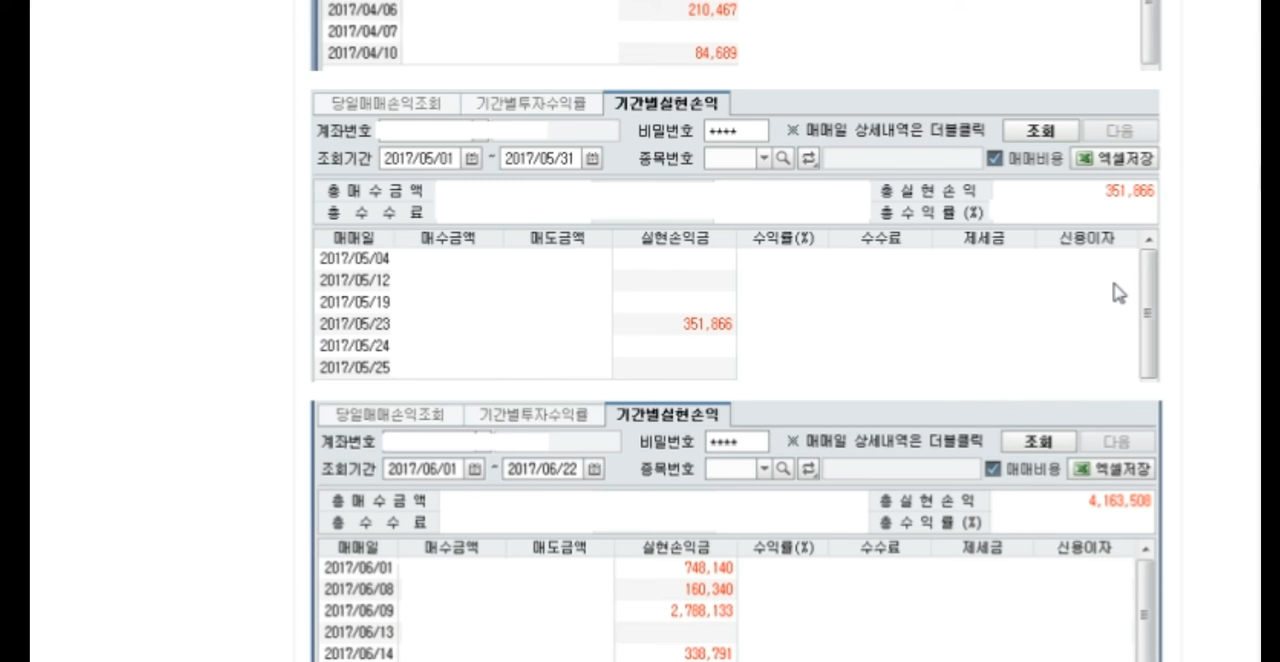 2017/04/06 210,467
2017/04/07
2017/04/10 84,689
당일매매손익조회 기간별투자수익률 기간별실현손익
계좌번호 비밀번호 **** ※ 매매일 상세내역은 더블클릭 조회 다음
조회기간 2017/05/01 ~ 2017/05/31 종목번호 매매비용 엑셀저장
총매수금액 총실현손익 351,866
총수수료 총수익률(%)
매매일 매수금액 매도금액 실현손익금 수익률(%) 수수료 제세금 신용이자
2017/05/04
2017/05/12
2017/05/19
2017/05/23 351,866
2017/05/24
2017/05/25
당일매매손익조회 기간별투자수익률 기간별실현손익
계좌번호 비밀번호 **** ※ 매매일 상세내역은 더블클릭 조회 다음
조회기간 2017/06/01 ~ 2017/06/22 종목번호 매매비용 엑셀저장
총매수금액 총실현손익 4,163,508
총수수료 총수익률(%)
매매일 매수금액 매도금액 실현손익금 수익률(%) 수수료 제세금 신용이자
2017/06/01 748,140
2017/06/08 160,340
2017/06/09 2,788,133
2017/06/13
2017/06/14 338,791